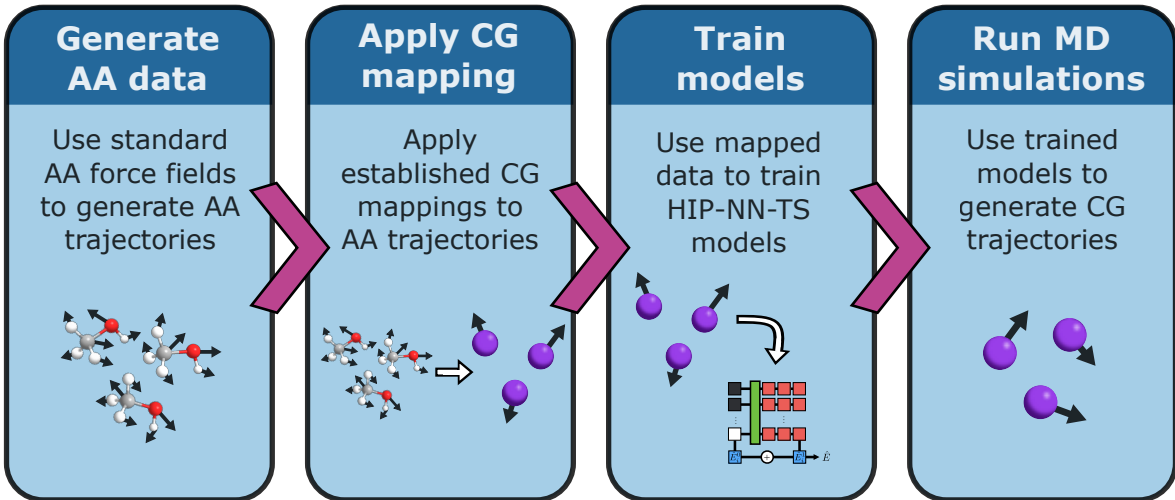 Generate
AA data
Use standard
AA force fields
to generate AA
trajectories
Apply CG
mapping
Apply
established CG
mappings to
AA trajectories
Train
models
Use mapped
data to train
HIP-NN-TS
models
+
Ê
Run MD
simulations
Use trained
models to
generate CG
trajectories